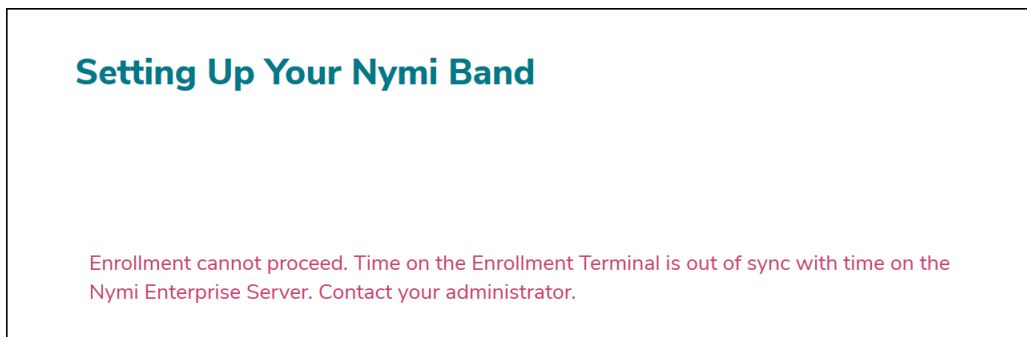 Setting Up Your Nymi Band
Enrollment cannot proceed. Time on the Enrollment Terminal is out of sync with time on the
Nymi Enterprise Server. Contact your administrator.